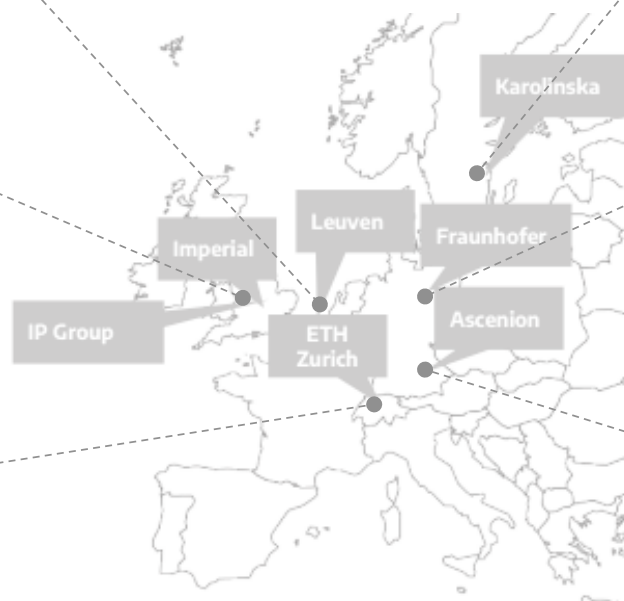 Karolinska
Leuven
Fraunhofer
Imperial
IP Group
ETH
Zurich
Ascenion